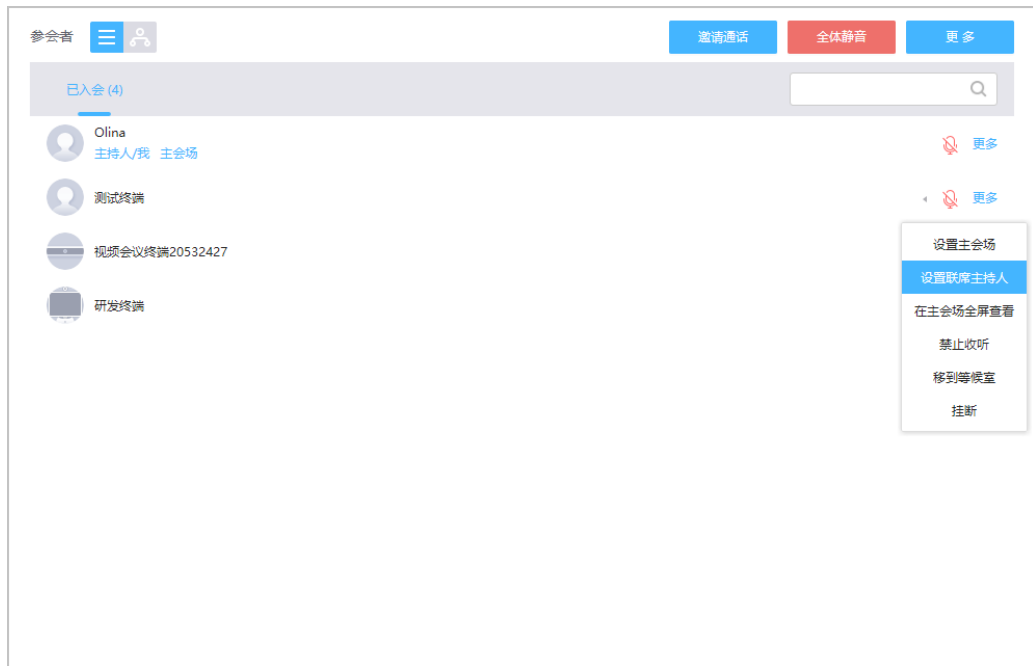 参会者
邀请通话
全体静音
更多
已入会 (4)
Olina
主持人/我 主会场
更多
测试终端
更多
视频会议终端20532427
研发终端
设置主会场
设置联席主持人
在主会场全屏查看
禁止收听
移到等候室
挂断